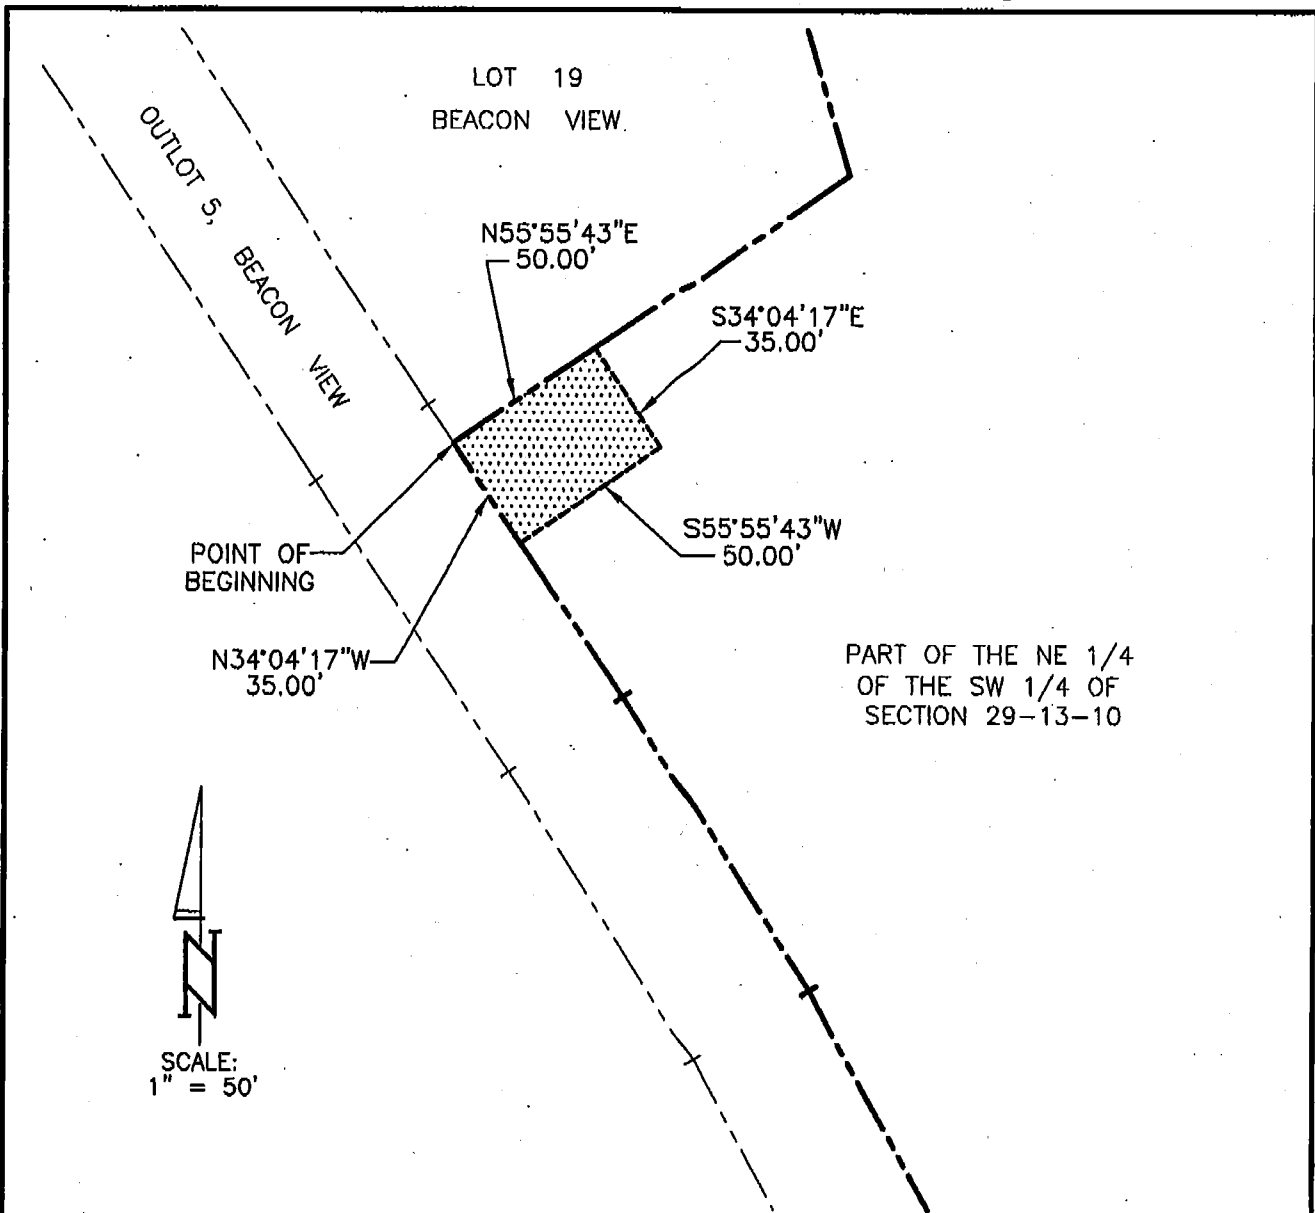 LOT 19
BEACON VIEW
OUTLOT 5, BEACON VIEW
N55°55'43"E
50.00'
S34°04'17"E
35.00'
S55°55'43"W
50.00'
POINT OF
BEGINNING
N34°04'17"W
35.00'
PART OF THE NE 1/4
OF THE SW 1/4 OF
SECTION 29-13-10
N
SCALE:
1" = 50'